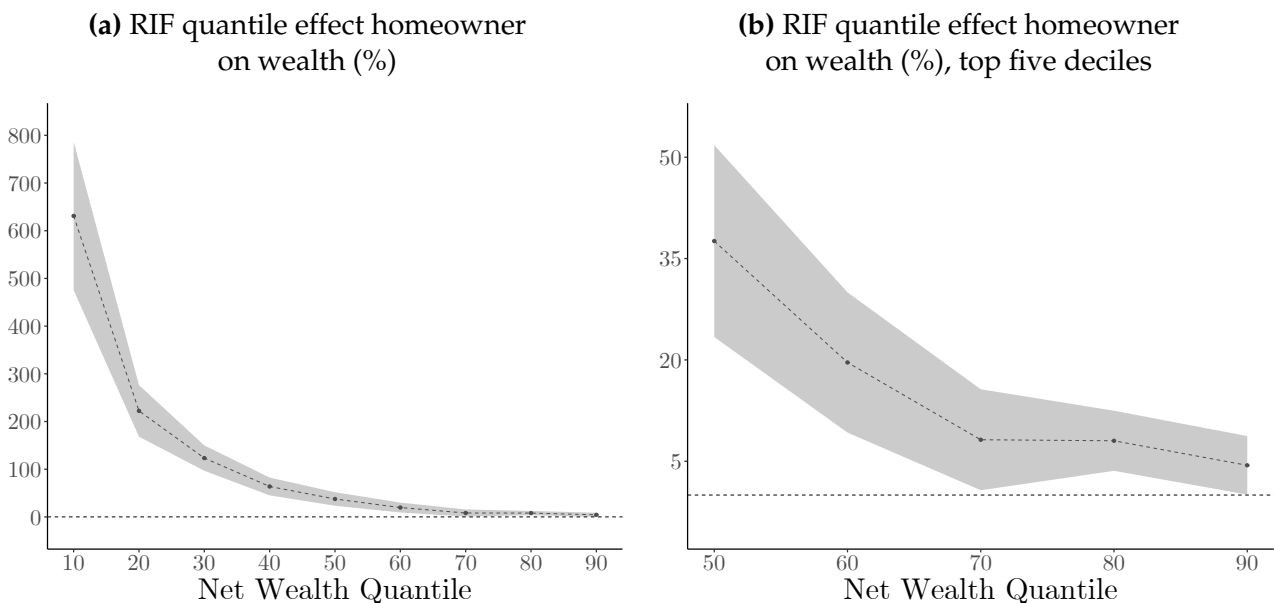 (a) RIF quantile effect homeowner
on wealth (%)
800
700
600
500
400
300
200
100
0
10 20 30 40 50 60 70 80 90
Net Wealth Quantile
(b) RIF quantile effect homeowner
on wealth (%), top five deciles
50
35
20
5
50 60 70 80 90
Net Wealth Quantile